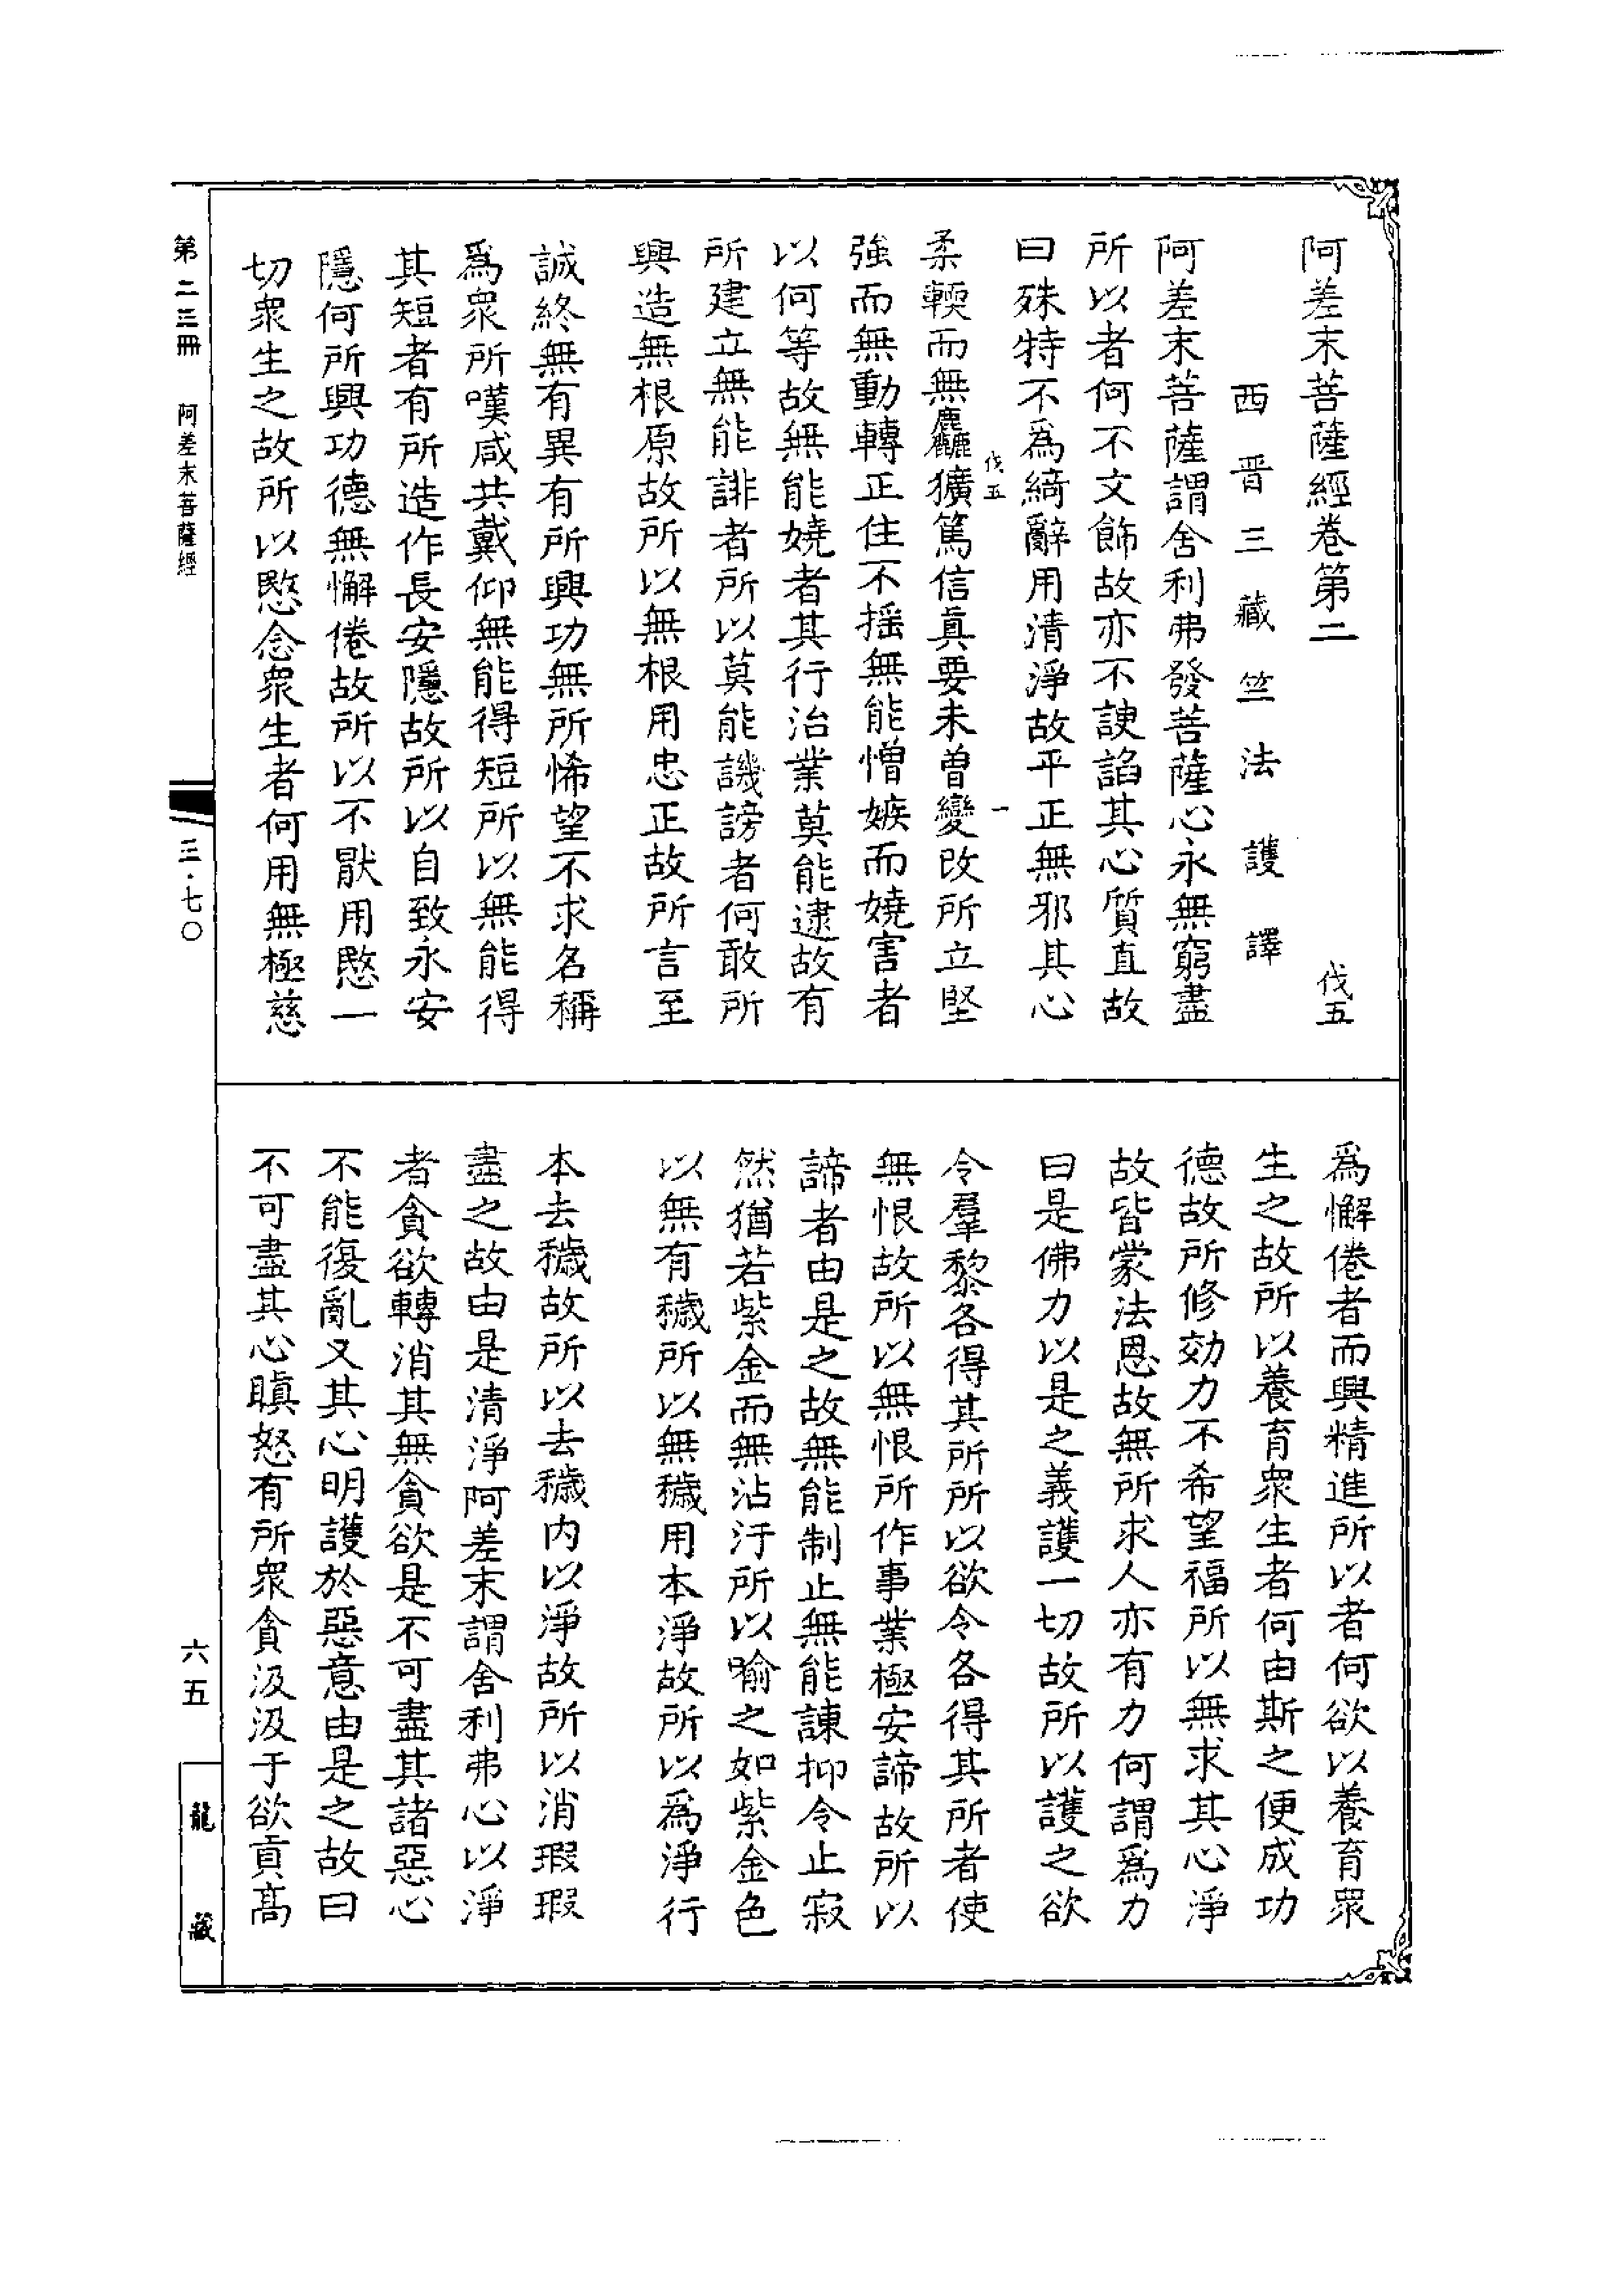 阿差末菩薩經卷第二　伐五
西晋三藏竺法護譯
阿差末菩薩謂舍利弗發菩薩心永無窮盡
所以者何不文飾故亦不諛諂其心質直故
曰殊特不爲綺辭用清淨故平正無邪其心
伐五　一
柔輭而無麤獷篤信真要未曾變改所立堅
強而無動轉正住不摇無能憎嫉而嬈害者
以何等故無能嬈者其行治業莫能逮故有
所建立無能誹者所以莫能譏謗者何敢所
興造無根原故所以無根用忠正故所言至
誠終無有異有所興功無所悕望不求名稱
爲衆所嘆咸共戴仰無能得短所以無能得
其短者有所造作長安隱故所以自致永安
隱何所興功德無懈倦故所以不猒用愍一
切衆生之故所以愍念衆生者何用無極慈
爲懈倦者而興精進所以者何欲以養育衆
生之故所以養育衆生者何由斯之便成功
德故所修効力不希望福所以無求其心淨
故皆蒙法恩故無所求人亦有力何謂爲力
曰是佛力以是之義護一切故所以護之欲
令羣黎各得其所所以欲令各得其所者使
無恨故所以無恨所作事業極安諦故所以
諦者由是之故無能制止無能諫抑令止寂
然猶若紫金而無沾汙所以喻之如紫金色
以無有穢所以無穢用本淨故所以爲淨行
本去穢故所以去穢内以淨故所以消瑕瑕
盡之故由是清淨阿差末謂舍利弗心以淨
者貪欲轉消其無貪欲是不可盡其諸惡心
不能復亂又其心明護於惡意由是之故曰
不可盡其心瞋怒有所衆貪汲汲于欲貢高
第二三冊　阿差末菩薩經
三·七〇
六五
龍藏